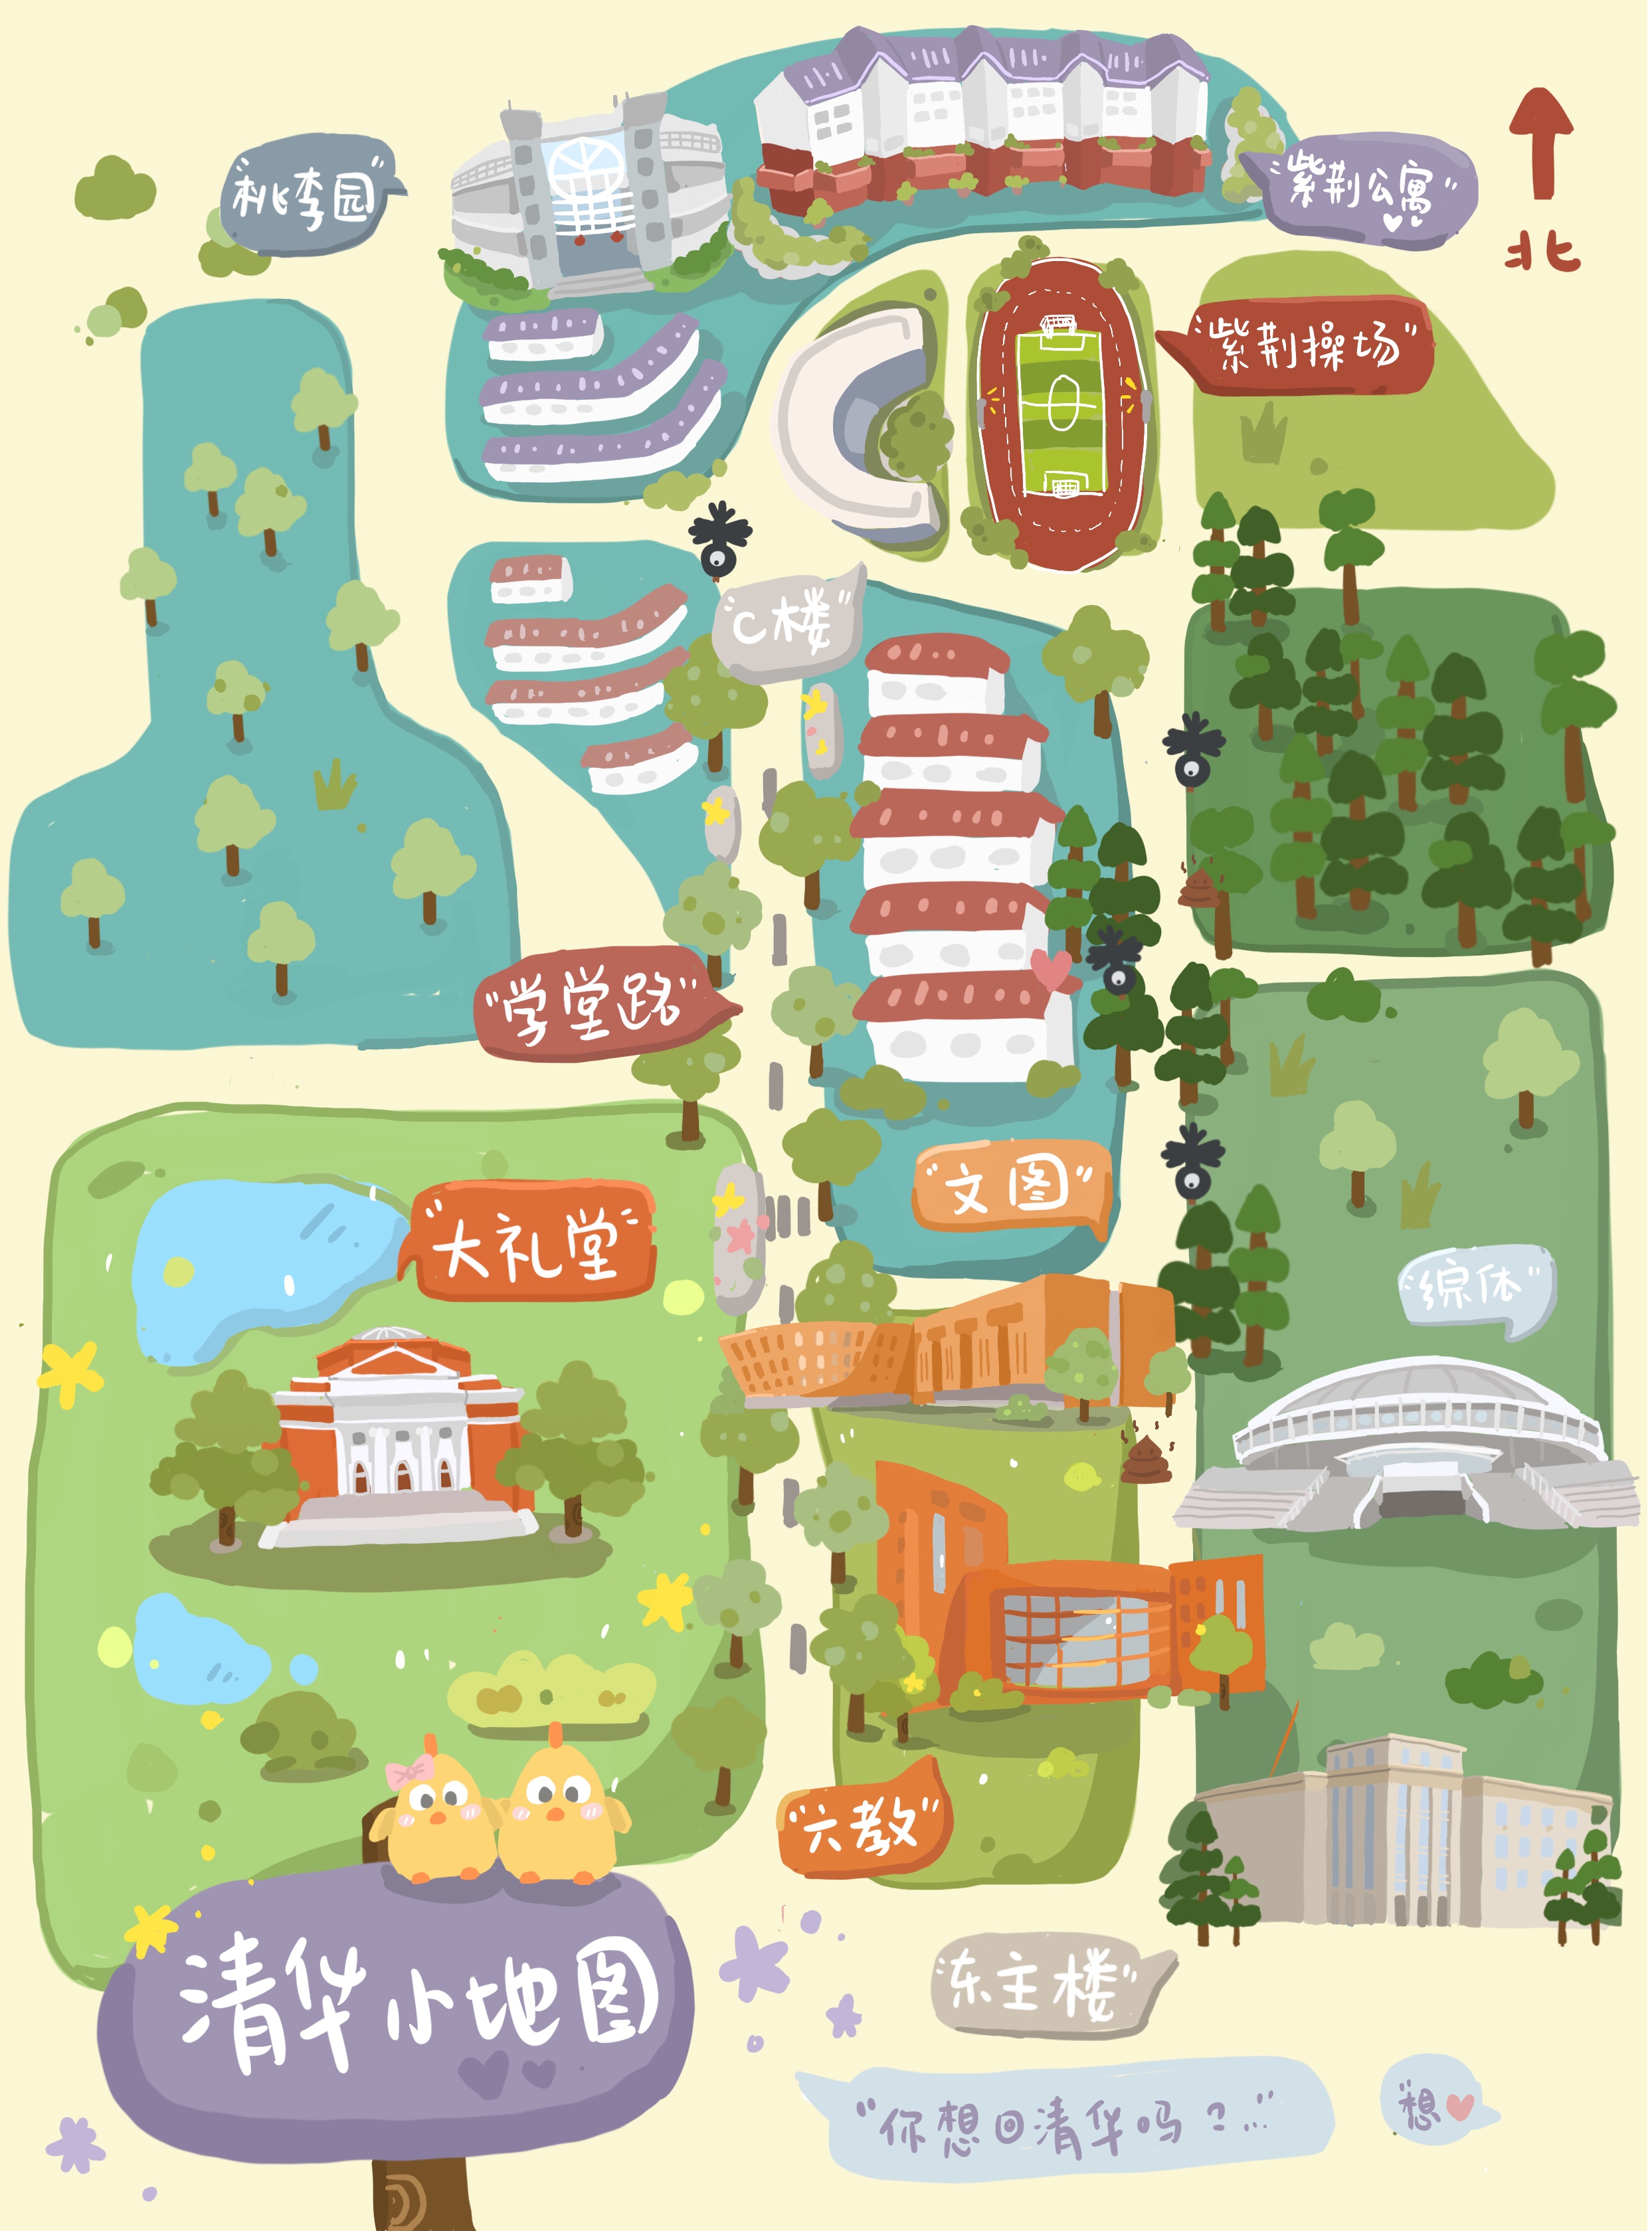 "桃李园"
"紫荆公寓"
北
"紫荆操场"
"C楼"
"学堂路"
"文图"
"大礼堂"
"综体"
"六教"
清华小地图
"东主楼"
"你想回清华吗?..."
"想